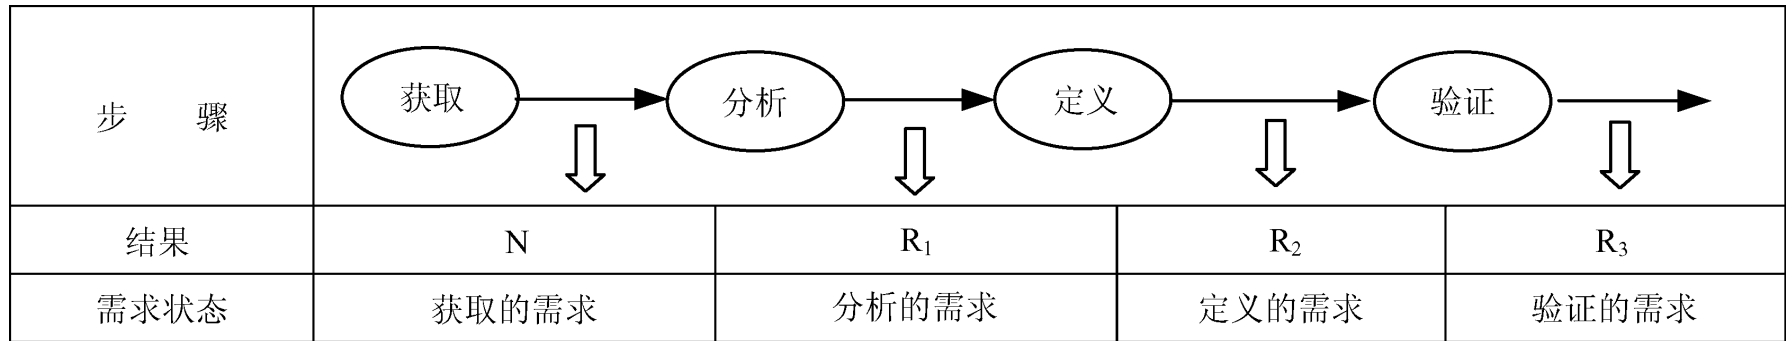 步 骤 获取 分析 定义 验证
结果 N R₁ R₂ R₃
需求状态 获取的需求 分析的需求 定义的需求 验证的需求